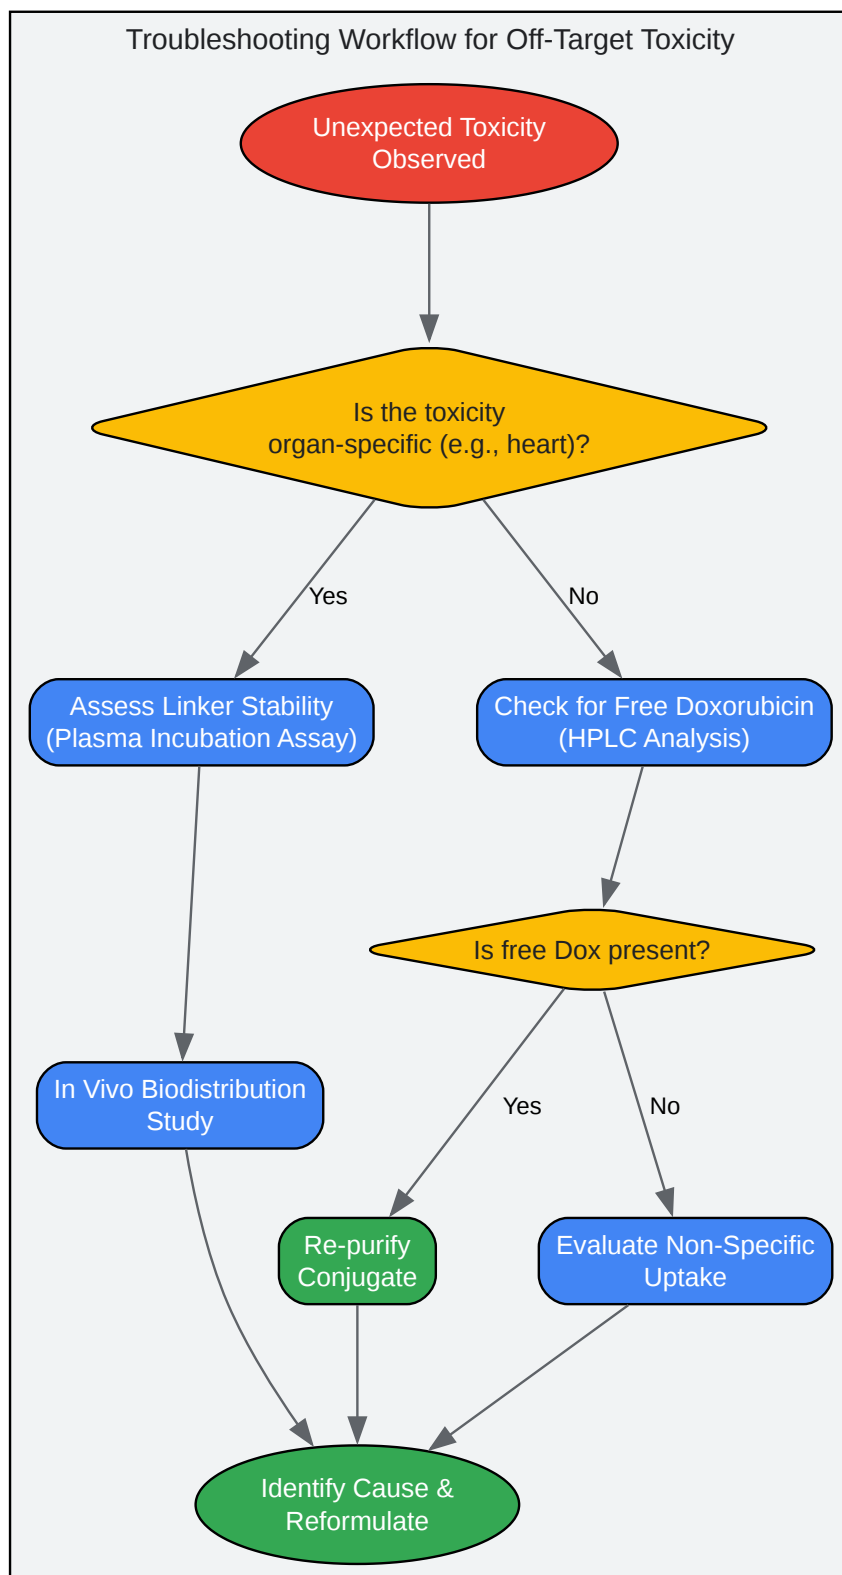 Troubleshooting Workflow for Off-Target Toxicity
Unexpected Toxicity
Observed
Is the toxicity
organ-specific (e.g., heart)?
Yes
No
Assess Linker Stability
(Plasma Incubation Assay)
Check for Free Doxorubicin
(HPLC Analysis)
Is free Dox present?
In Vivo Biodistribution
Study
Yes
No
Re-purify
Conjugate
Evaluate Non-Specific
Uptake
Identify Cause &
Reformulate